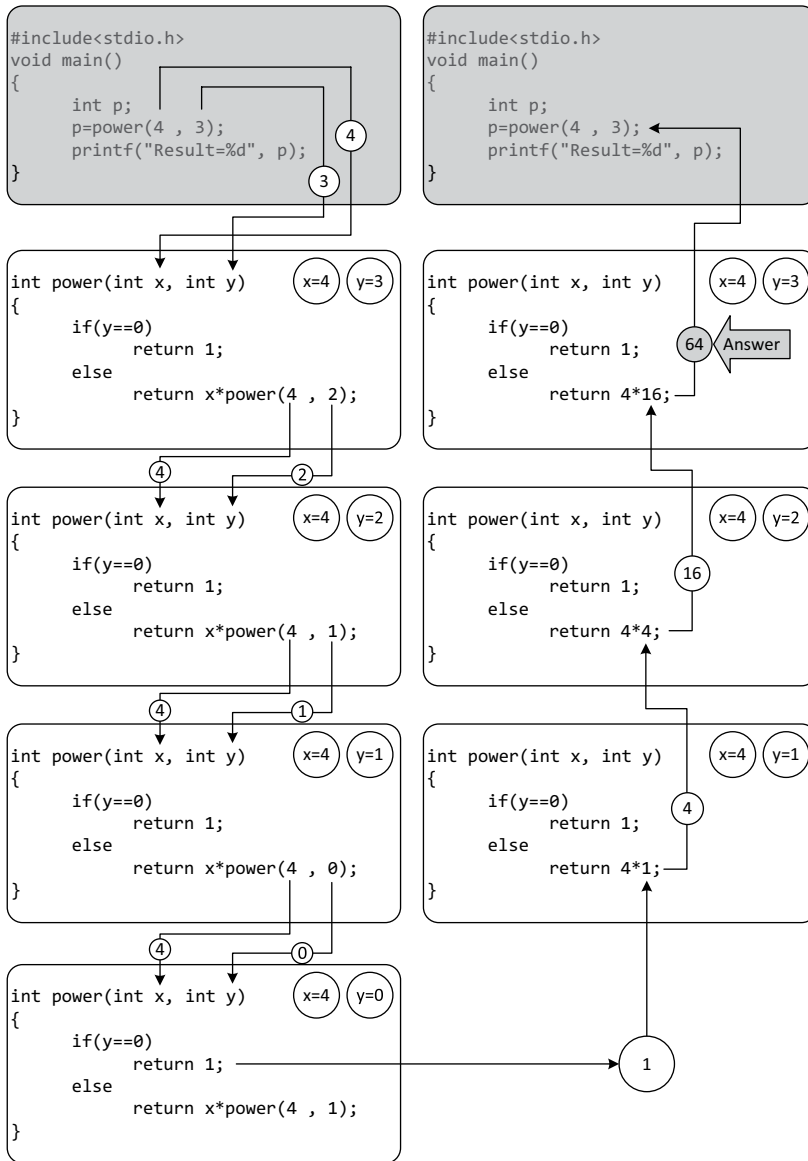 #include<stdio.h>
void main()
{
int p;
p=power(4 , 3);
printf("Result=%d", p);
}
4
3
int power(int x, int y)
x=4
y=3
{
if(y==0)
return 1;
else
return x*power(4 , 2);
}
4
2
int power(int x, int y)
x=4
y=2
{
if(y==0)
return 1;
else
return x*power(4 , 1);
}
4
1
int power(int x, int y)
x=4
y=1
{
if(y==0)
return 1;
else
return x*power(4 , 0);
}
4
0
int power(int x, int y)
x=4
y=0
{
if(y==0)
return 1;
else
return x*power(4 , 1);
}
1
#include<stdio.h>
void main()
{
int p;
p=power(4 , 3);
printf("Result=%d", p);
}
int power(int x, int y)
x=4
y=3
{
if(y==0)
return 1;
else
return 4*16;
}
64
Answer
int power(int x, int y)
x=4
y=2
{
if(y==0)
return 1;
else
return 4*4;
}
16
int power(int x, int y)
x=4
y=1
{
if(y==0)
return 1;
else
return 4*1;
}
4